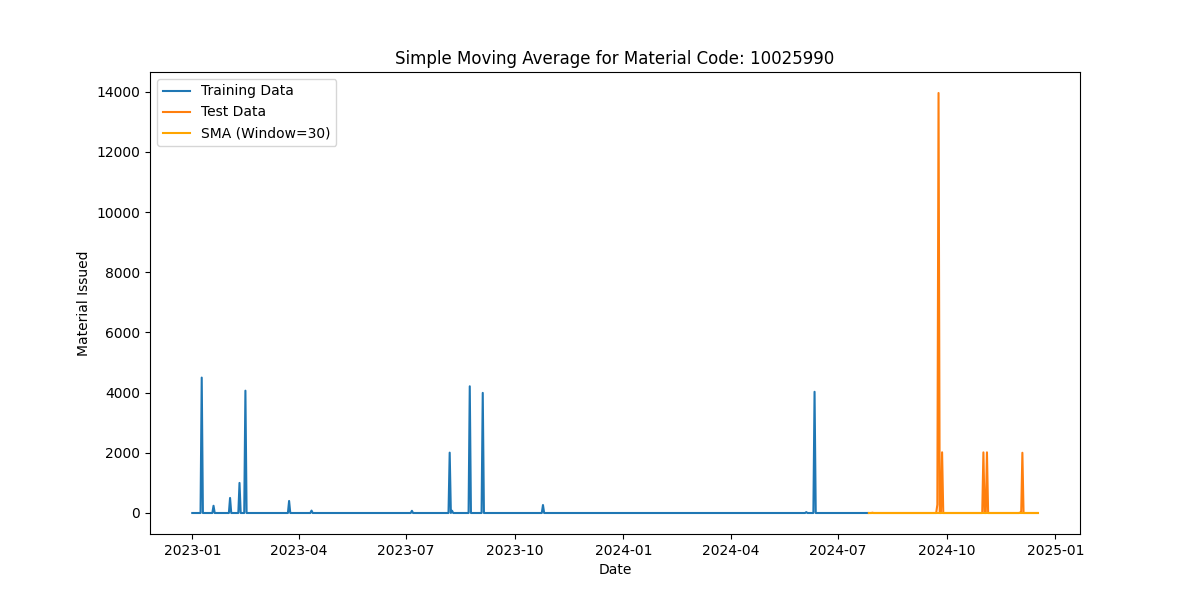 Simple Moving Average for Material Code: 10025990
Training Data
Test Data
SMA (Window=30)
14000
12000
10000
8000
6000
4000
2000
0
Material Issued
2023-01 2023-04 2023-07 2023-10 2024-01 2024-04 2024-07 2024-10 2025-01
Date